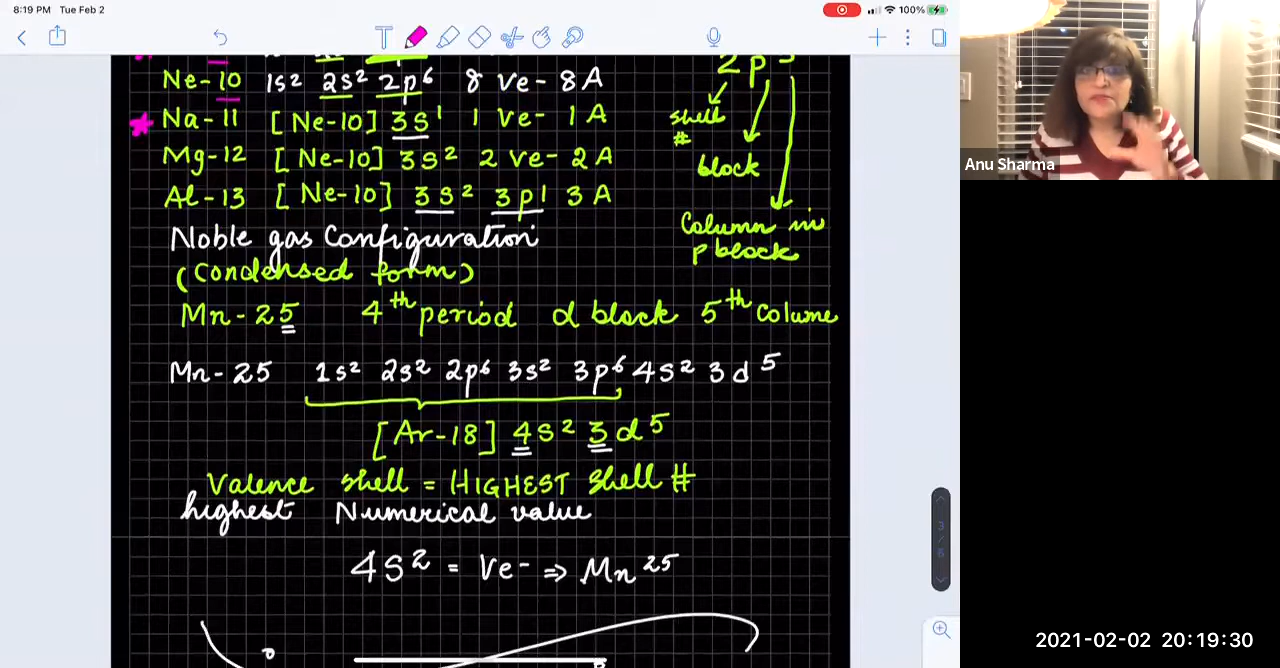 8:19 PM Tue Feb 2
100%
Ne-10 1s² 2s² 2p⁶ 8 Ve- 8A
Na-11 [Ne-10] 3s¹ 1 Ve- 1A
Mg-12 [Ne-10] 3s² 2 Ve- 2A
Al-13 [Ne-10] 3s² 3p1 3A
Noble gas Configuration
(Condensed form)
Mn-25 4th period d block 5th Colume
Mn-25 1s² 2s² 2p⁶ 3s² 3p⁶ 4s² 3d⁵
[Ar-18] 4s² 3d⁵
Valence shell = HIGHEST Shell #
highest Numerical value
4s² = Ve- ⇒ Mn²⁵
2p
shell
#
block
Column in
p block
3
/
5
Anu Sharma
2021-02-02 20:19:30